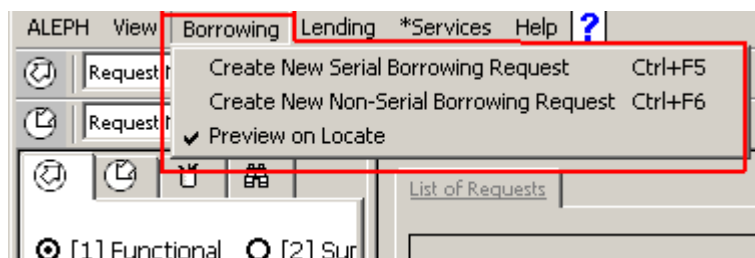 ALEPH View Borrowing Lending *Services Help ?
Request
Create New Serial Borrowing Request Ctrl+F5
Request
Create New Non-Serial Borrowing Request Ctrl+F6
Preview on Locate
List of Requests
[1] Functional [2] Sur